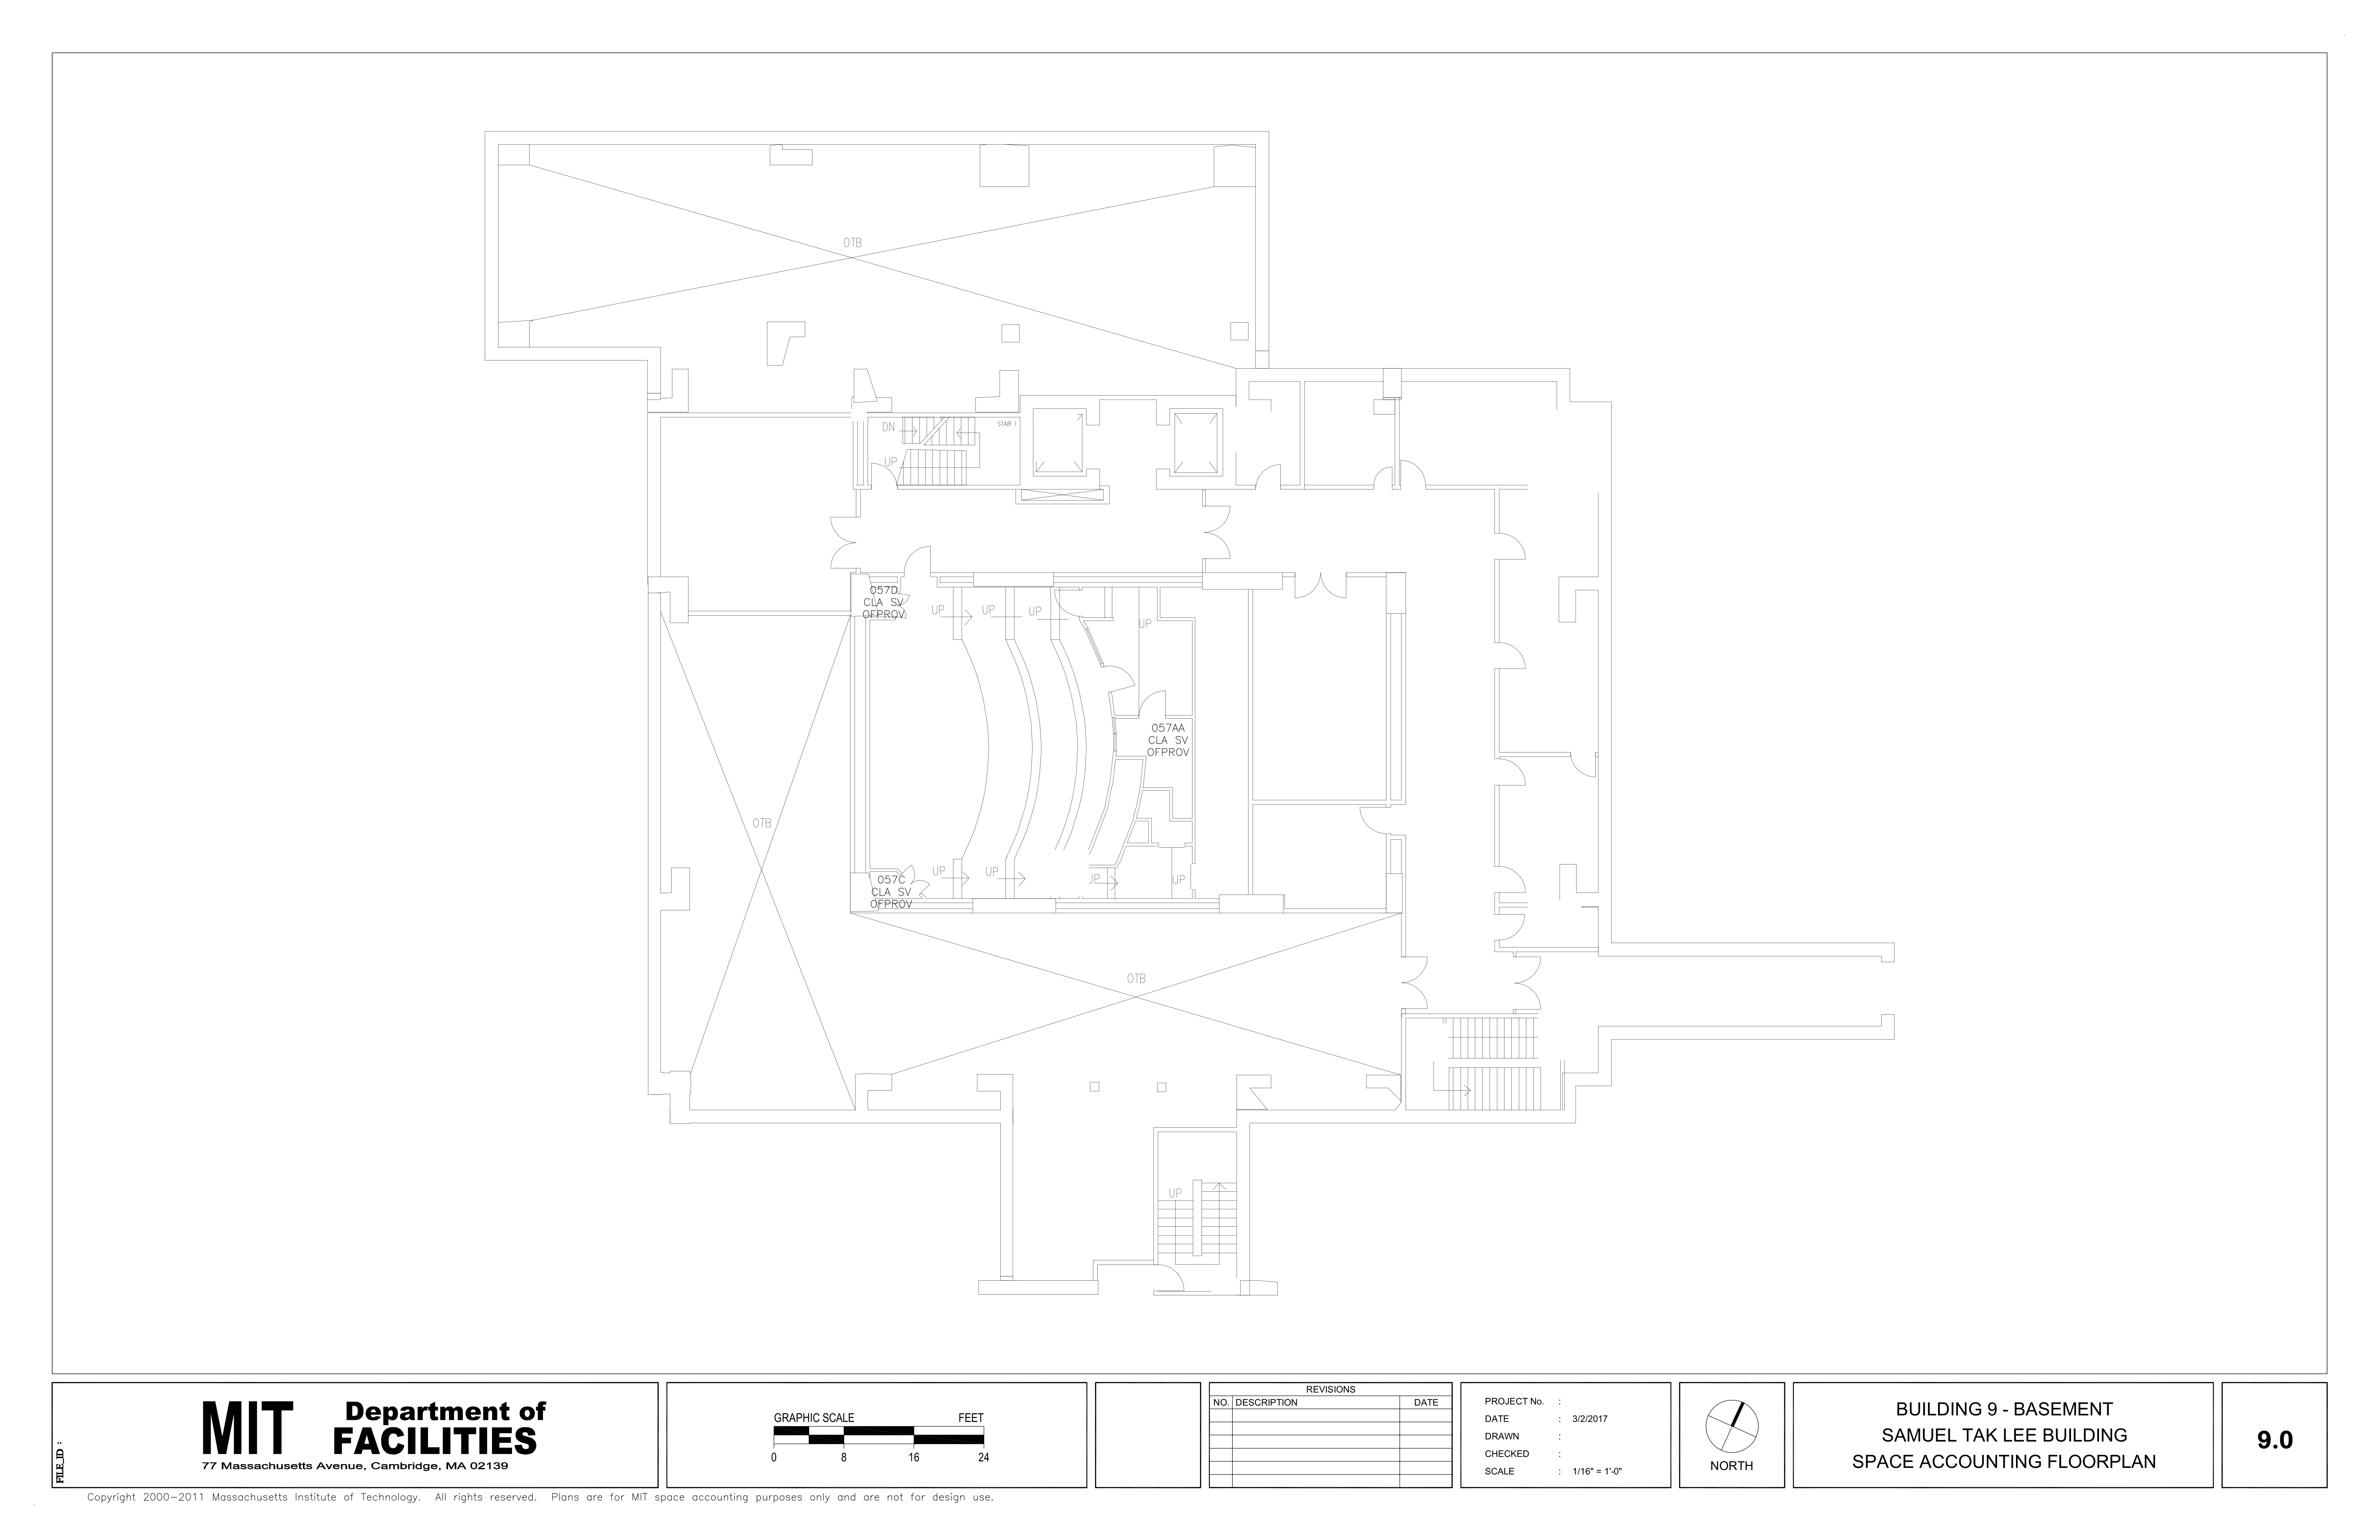 OTB
DN
STAIR 1
UP
057D
CLA SV
OFPROV
UP
UP
UP
UP
057AA
CLA SV
OFPROV
OTB
UP
UP
UP
057C
CLA SV
OFPROV
OTB
UP
FILE_ID :
MIT
Department of
FACILITIES
77 Massachusetts Avenue, Cambridge, MA 02139
GRAPHIC SCALE FEET
0 8 16 24
REVISIONS
NO. DESCRIPTION DATE
PROJECT No. :
DATE : 3/2/2017
DRAWN :
CHECKED :
SCALE : 1/16" = 1'-0"
NORTH
BUILDING 9 - BASEMENT
SAMUEL TAK LEE BUILDING
SPACE ACCOUNTING FLOORPLAN
9.0
Copyright 2000-2011 Massachusetts Institute of Technology. All rights reserved. Plans are for MIT space accounting purposes only and are not for design use.